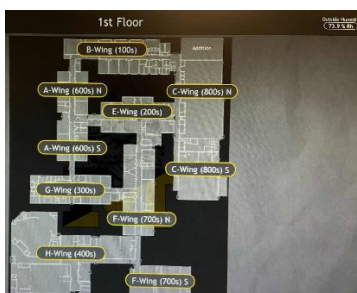 1st Floor
Outside Humidi
73.9 % Rh
B-Wing (100s)
Addition
A-Wing (600s) N
C-Wing (800s) N
E-Wing (200s)
A-Wing (600s) S
C-Wing (800s) S
G-Wing (300s)
F-Wing (700s) N
H-Wing (400s)
F-Wing (700s) S